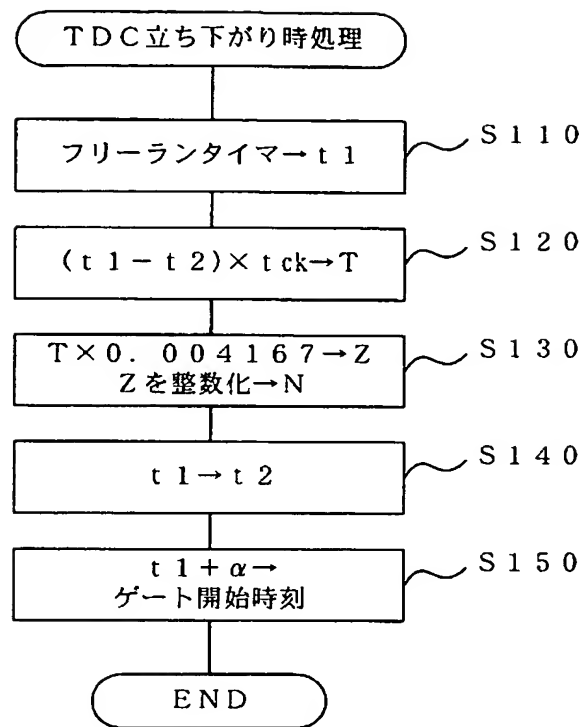 TDC立ち下がり時処理
フリーランタイマ→t1
S110
(t1-t2)×tck→T
S120
T×0.004167→Z
Zを整数化→N
S130
t1→t2
S140
t1+α→
ゲート開始時刻
S150
END